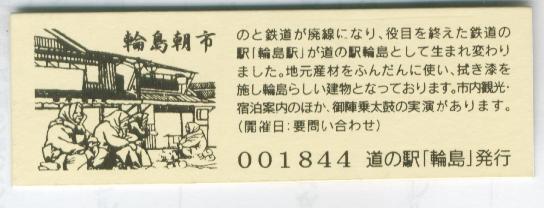 輪島朝市
のと鉄道が廃線になり、役目を終えた鉄道の
駅「輪島駅」が道の駅輪島として生まれ変わり
ました。地元産材をふんだんに使い、拭き漆を
施し輪島らしい建物となっております。市内観光・
宿泊案内のほか、御陣乗太鼓の実演があります。
(開催日:要問い合わせ)
001844 道の駅「輪島」発行